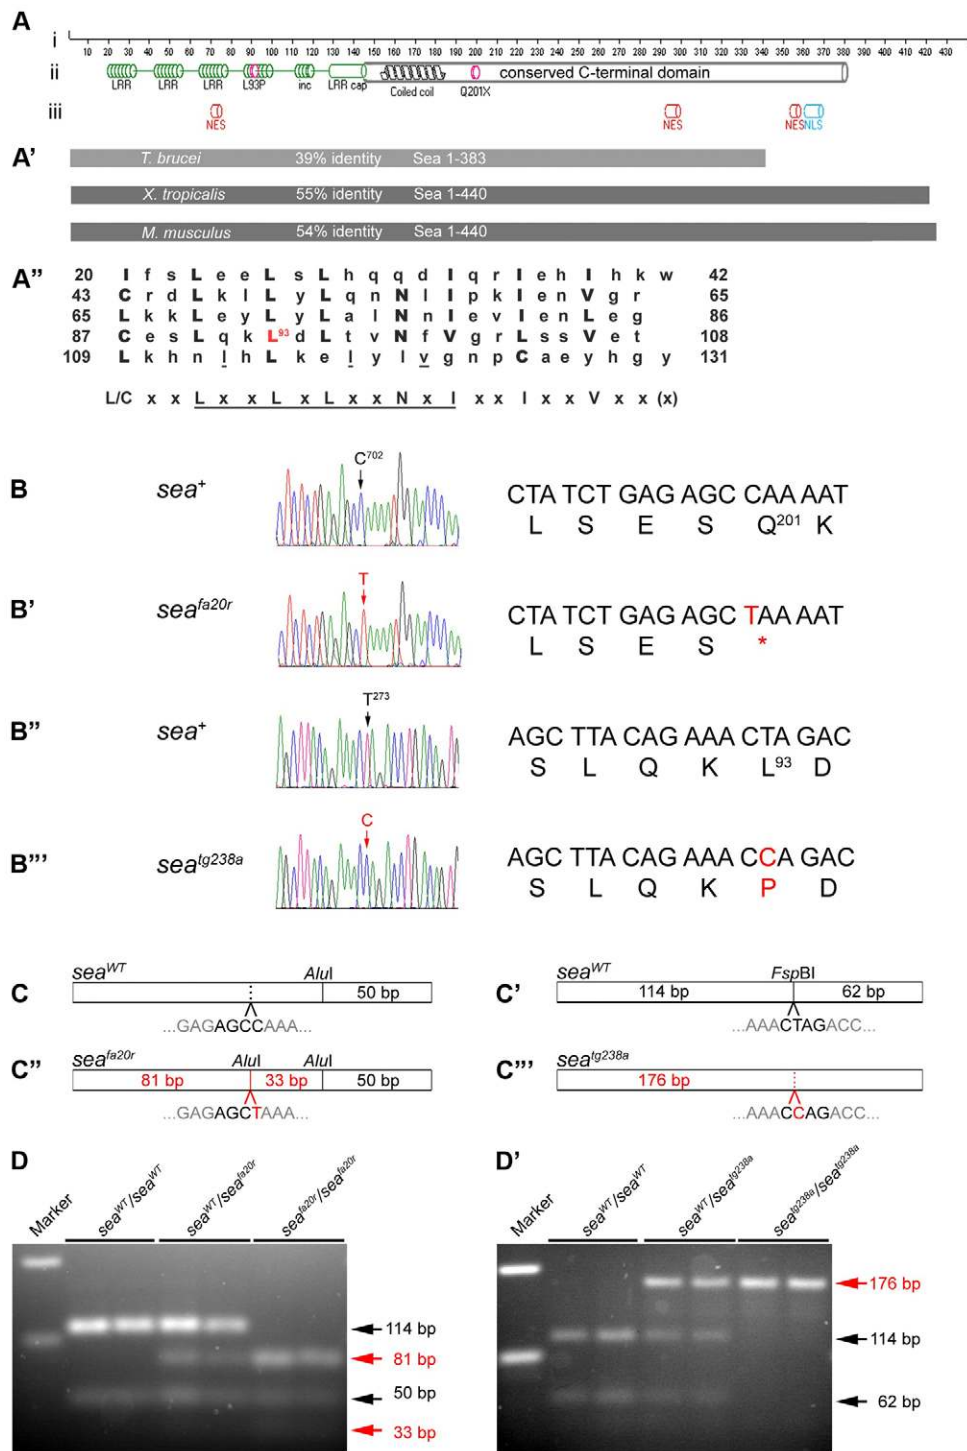 A
i
10 20 30 40 50 60 70 80 90 100 110 120 130 140 150 160 170 180 190 200 210 220 230 240 250 260 270 280 290 300 310 320 330 340 350 360 370 380 390 400 410 420 430
ii
conserved C-terminal domain
LRR LRR LRR L93P inc LRR cap Coiled coil Q201X
iii
NES NES NES NLS
A'
T. brucei 39% identity Sea 1-383
X. tropicalis 55% identity Sea 1-440
M. musculus 54% identity Sea 1-440
A"
20 I f s L e e L s L h q q d I q r I e h I h k w 42
43 C r d L k l L y L q n N l I p k I e n V g r 65
65 L k k L e y L y L a l N n i e v I e n L e g 86
87 C e s L q k L93 d L t v N f V g r L s s V e t 108
109 L k h n l h L k e l y l v g n p C a e y h g y 131
L/C x x L x x L x L x x N x I x x I x x V x x (x)
B
sea+
C702
CTA TCT GAG AGC CAA AAT
L S E S Q201 K
B'
seafa20r
T
CTA TCT GAG AGC TAA AAT
L S E S *
B"
sea+
T273
AGC TTA CAG AAA CTA GAC
S L Q K L93 D
B"'
seatg238a
C
AGC TTA CAG AAA CCA GAC
S L Q K P D
C
seaWT
AluI
50 bp
...GAGAGCCAAA...
C'
seaWT
FspBI
114 bp 62 bp
...AAACTAGACC...
C"
seafa20r
AluI AluI
81 bp 33 bp 50 bp
...GAGAGCTAAA...
C"'
seatg238a
176 bp
...AAACCAGACC...
D
Marker
seaWT/seaWT
seaWT/seafa20r
seafa20r/seafa20r
114 bp
81 bp
50 bp
33 bp
D'
Marker
seaWT/seaWT
seaWT/seatg238a
seatg238a/seatg238a
176 bp
114 bp
62 bp